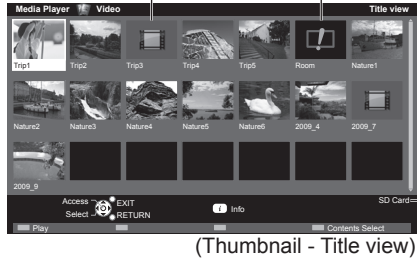 Media Player Video Title view
Trip1 Trip2 Trip3 Trip4 Trip5 Room Nature1
Nature2 Nature3 Nature4 Nature5 Nature6 2009_4 2009_7
2009_9
Access EXIT
Select RETURN
i Info
SD Card
Play Contents Select
(Thumbnail - Title view)